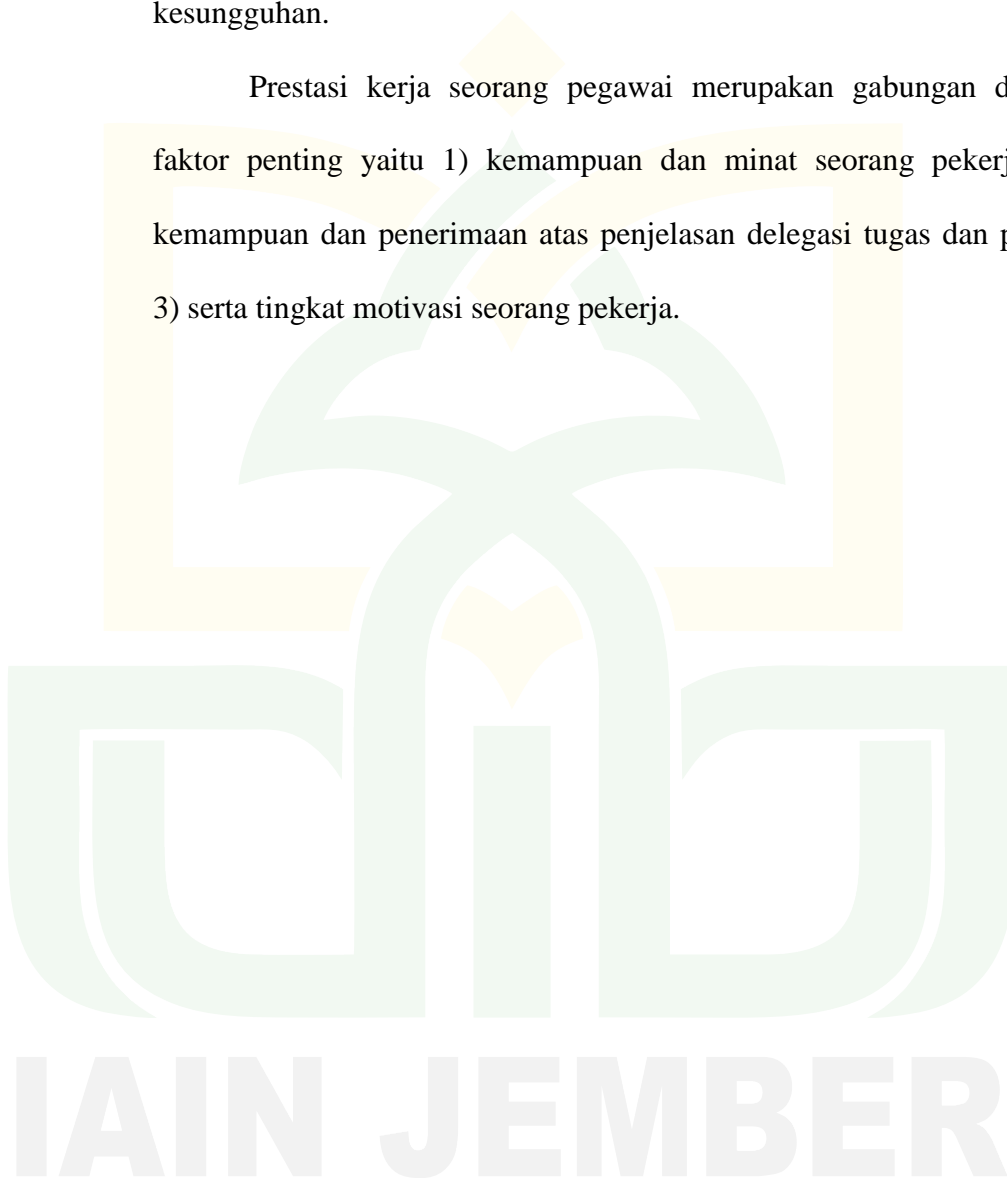 kesungguhan.
Prestasi kerja seorang pegawai merupakan gabungan
faktor penting yaitu 1) kemampuan dan minat seorang
kemampuan dan penerimaan atas penjelasan delegasi tugas dan
3) serta tingkat motivasi seorang pekerja.
IAIN JEMBER